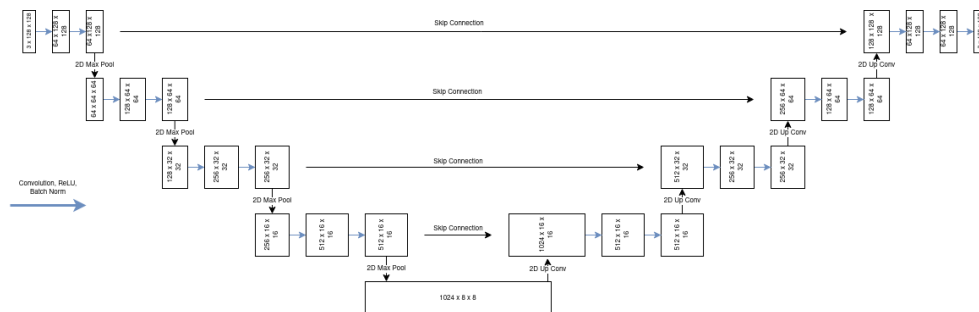 3 x 128 x 128
64 x 128 x
128
64 x 128 x
128
Skip Connection
128 x 128 x
128
64 x 128 x
128
64 x 128 x
128
2D Max Pool
2D Up Conv
64 x 64 x 64
128 x 64 x
64
128 x 64 x
64
Skip Connection
256 x 64 x
64
128 x 64 x
64
128 x 64 x
64
2D Max Pool
2D Up Conv
128 x 32 x
32
256 x 32 x
32
256 x 32 x
32
Skip Connection
512 x 32 x
32
256 x 32 x
32
256 x 32 x
32
Convolution, ReLU,
Batch Norm
2D Max Pool
2D Up Conv
256 x 16 x
16
512 x 16 x
16
512 x 16 x
16
Skip Connection
1024 x 16 x
16
512 x 16 x
16
512 x 16 x
16
2D Max Pool
2D Up Conv
1024 x 8 x 8